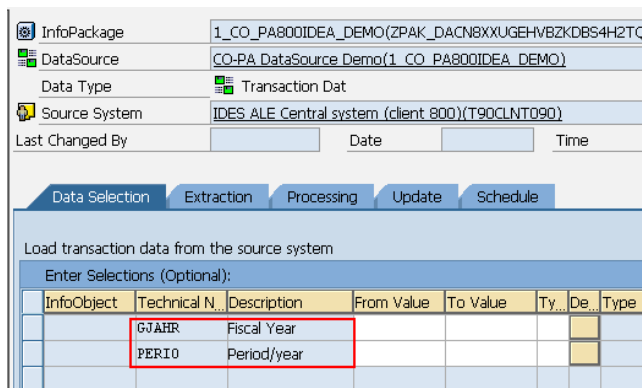 InfoPackage 1_CO_PA800IDEA_DEMO(ZPAK_DACN8XXUGEHVBZKDBS4H2TQ
DataSource CO-PA DataSource Demo(1_CO_PA800IDEA_DEMO)
Data Type Transaction Dat
Source System IDES ALE Central system (client 800)(T90CLNT090)
Last Changed By Date Time
Data Selection Extraction Processing Update Schedule
Load transaction data from the source system
Enter Selections (Optional):
InfoObject Technical N... Description From Value To Value Ty... De... Type
GJAHR Fiscal Year
PERIO Period/year